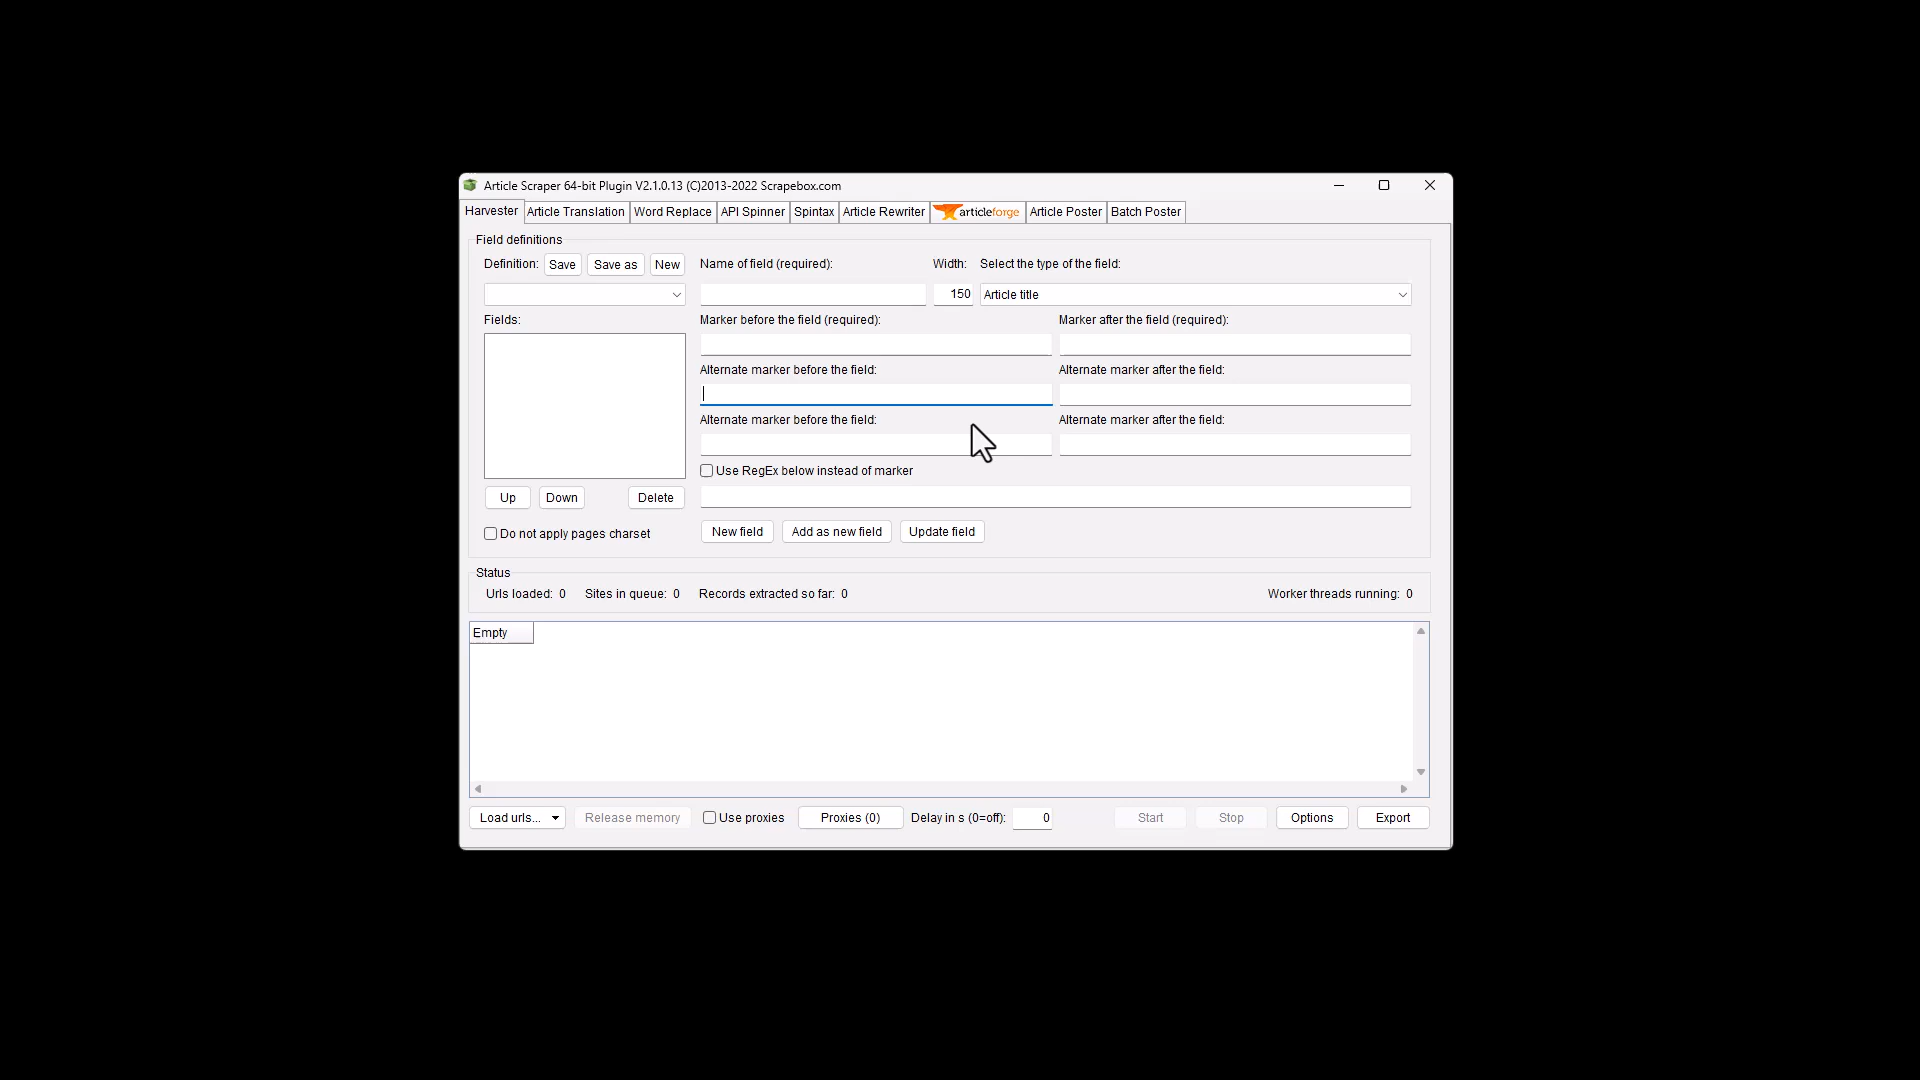 Article Scraper 64-bit Plugin V2.1.0.13 (C)2013-2022 Scrapebox.com
Harvester Article Translation Word Replace API Spinner Spintax Article Rewriter articleforge Article Poster Batch Poster
Field definitions
Definition: Save Save as New Name of field (required): Width: Select the type of the field:
150 Article title
Fields: Marker before the field (required): Marker after the field (required):
Alternate marker before the field: Alternate marker after the field:
Alternate marker before the field: Alternate marker after the field:
Use RegEx below instead of marker
Up Down Delete
Do not apply pages charset New field Add as new field Update field
Status
Urls loaded: 0 Sites in queue: 0 Records extracted so far: 0 Worker threads running: 0
Empty
Load urls... Release memory Use proxies Proxies (0) Delay in s (0=off): 0 Start Stop Options Export